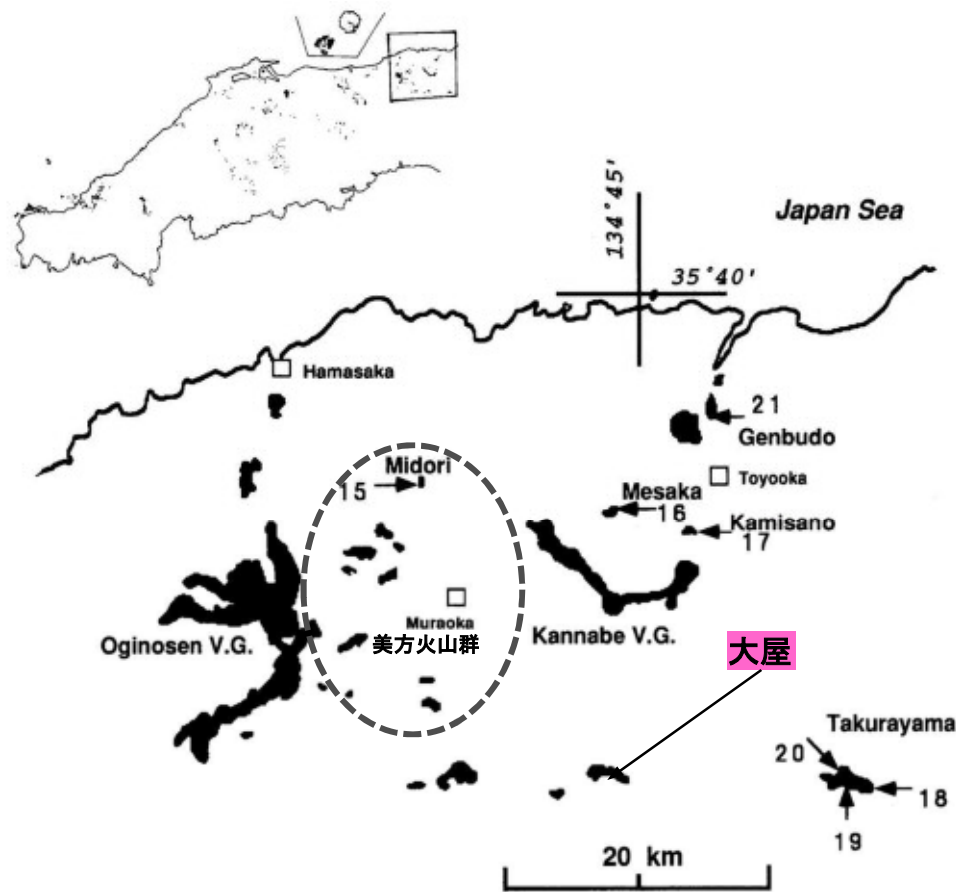 134°45'
Japan Sea
35°40'
Hamasaka
21
Genbudo
Midori
15
Toyooka
Mesaka
16
Kamisano
17
Muraoka
美方火山群
Oginosen V.G.
Kannabe V.G.
大屋
Takurayama
20
18
19
20 km